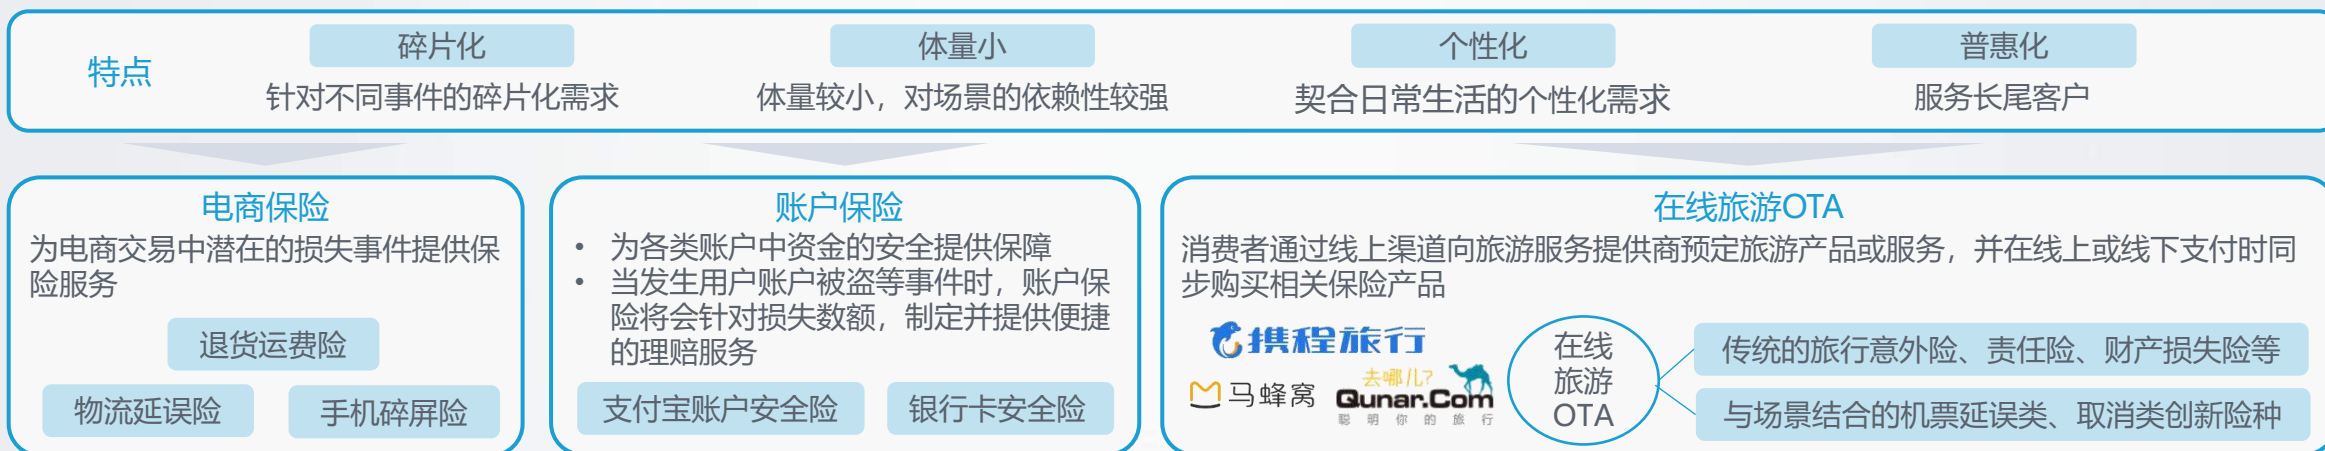 特点
碎片化
针对不同事件的碎片化需求
体量小
体量较小，对场景的依赖性较强
个性化
契合日常生活的个性化需求
普惠化
服务长尾客户
电商保险
为电商交易中潜在的损失事件提供保
险服务
退货运费险
物流延误险
手机碎屏险
账户保险
• 为各类账户中资金的安全提供保障
• 当发生用户账户被盗等事件时，账户保
险将会针对损失数额，制定并提供便捷
的理赔服务
支付宝账户安全险
银行卡安全险
在线旅游OTA
消费者通过线上渠道向旅游服务提供商预定旅游产品或服务，并在线上或线下支付时同
步购买相关保险产品
携程旅行
马蜂窝
去哪儿?
Qunar.Com
聪明你的旅行
在线
旅游
OTA
传统的旅行意外险、责任险、财产损失险等
与场景结合的机票延误类、取消类创新险种